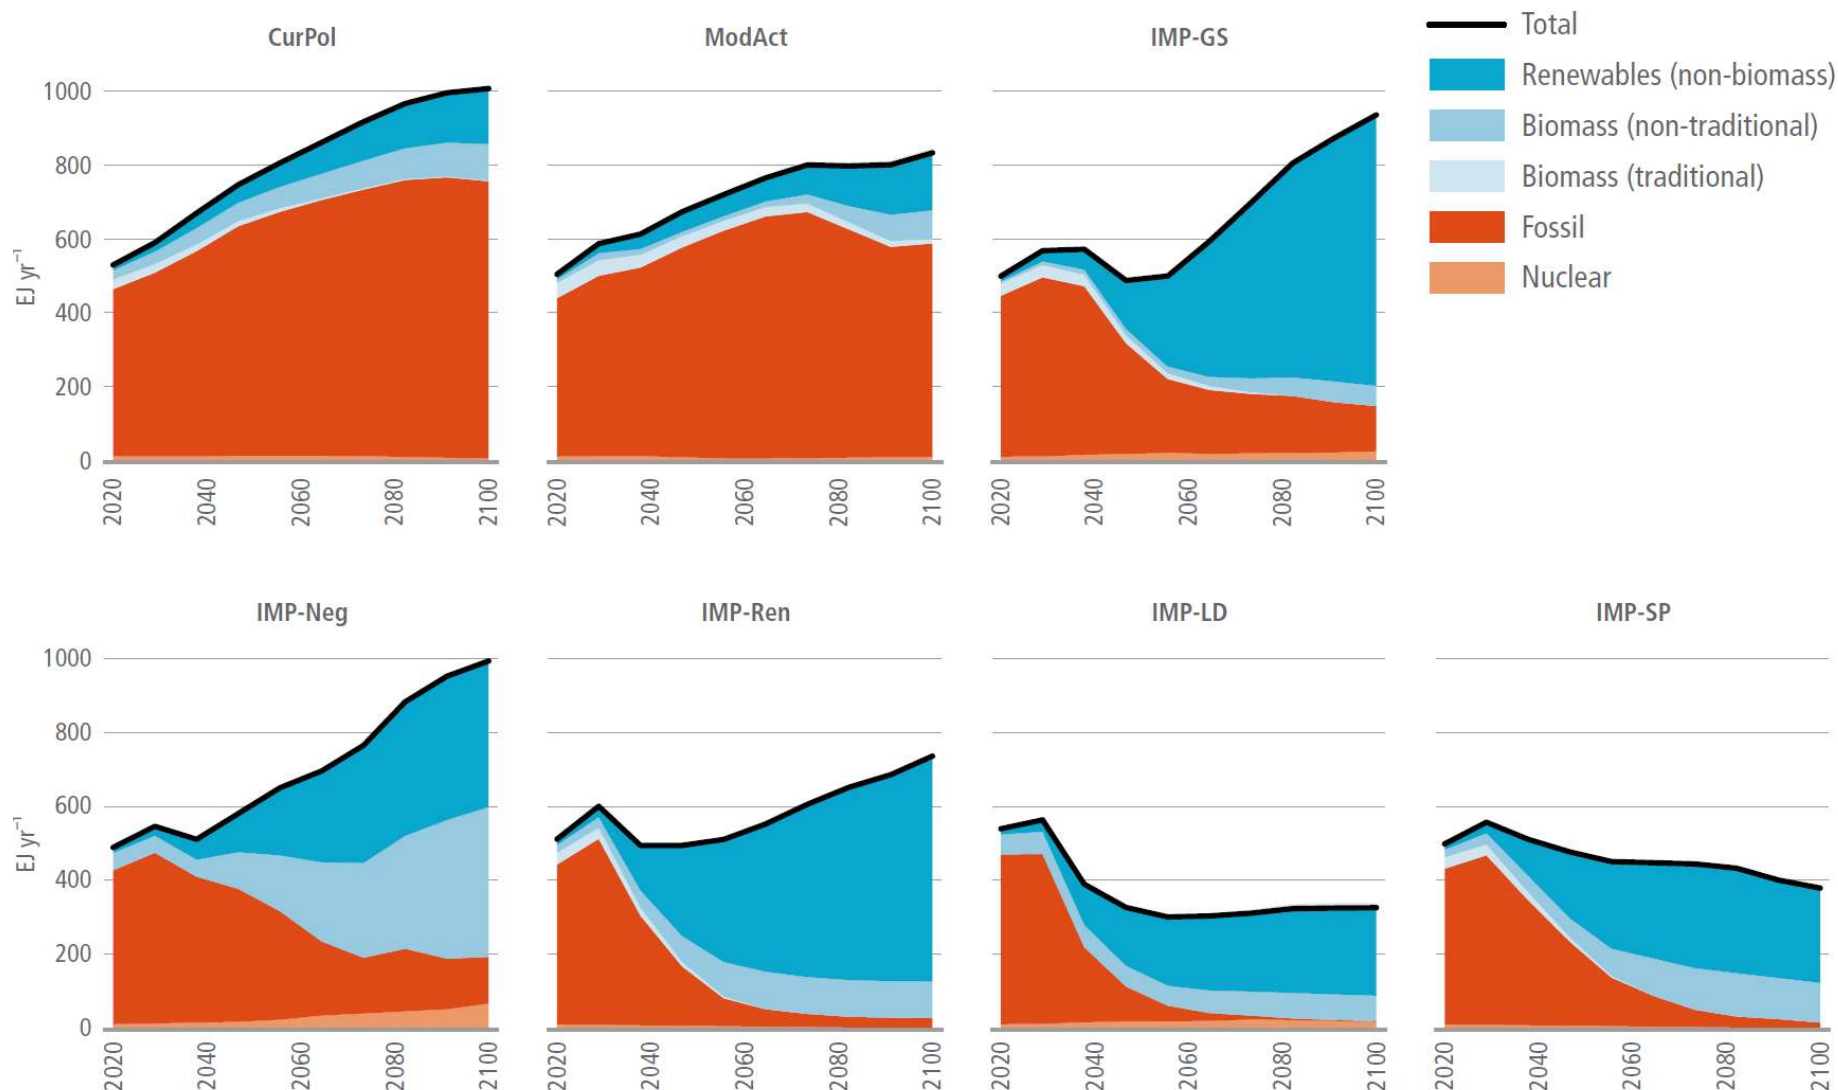 CurPol
ModAct
IMP-GS
Total
Renewables (non-biomass)
Biomass (non-traditional)
Biomass (traditional)
Fossil
Nuclear
EJ yr⁻¹
1000
800
600
400
200
0
2020 2040 2060 2080 2100
2020 2040 2060 2080 2100
2020 2040 2060 2080 2100
IMP-Neg
IMP-Ren
IMP-LD
IMP-SP
EJ yr⁻¹
1000
800
600
400
200
0
2020 2040 2060 2080 2100
2020 2040 2060 2080 2100
2020 2040 2060 2080 2100
2020 2040 2060 2080 2100